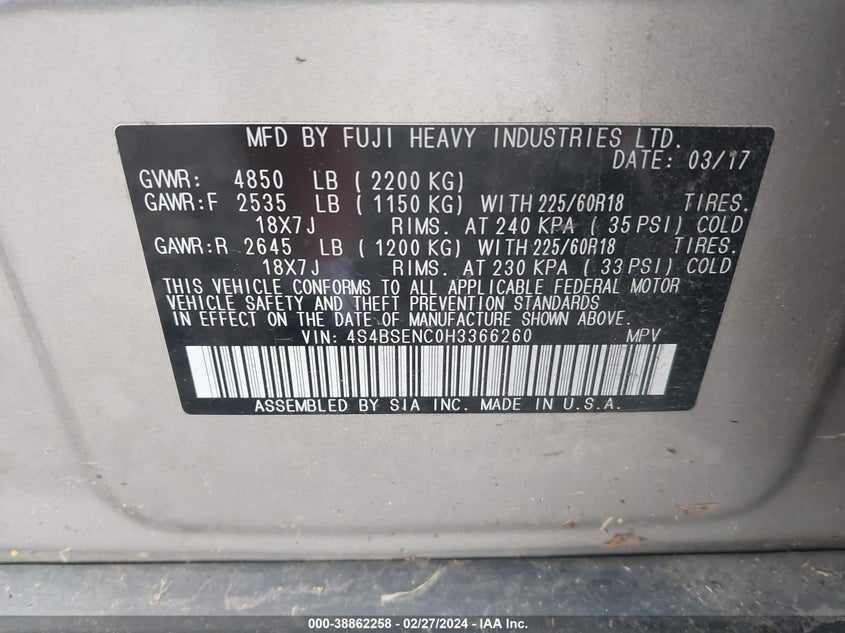 MFD BY FUJI HEAVY INDUSTRIES LTD.
DATE: 03/17
GVWR: 4850 LB ( 2200 KG)
GAWR:F 2535 LB ( 1150 KG) WITH 225/60R18 TIRES.
18X7J RIMS. AT 240 KPA ( 35 PSI) COLD
GAWR:R 2645 LB ( 1200 KG) WITH 225/60R18 TIRES.
18X7J RIMS. AT 230 KPA ( 33 PSI) COLD
THIS VEHICLE CONFORMS TO ALL APPLICABLE FEDERAL MOTOR
VEHICLE SAFETY AND THEFT PREVENTION STANDARDS
IN EFFECT ON THE DATE OF MANUFACTURE SHOWN ABOVE.
VIN: 4S4BSENC0H3366260 MPV
ASSEMBLED BY SIA INC. MADE IN U.S.A.
000-38862258 - 02/27/2024 - IAA Inc.